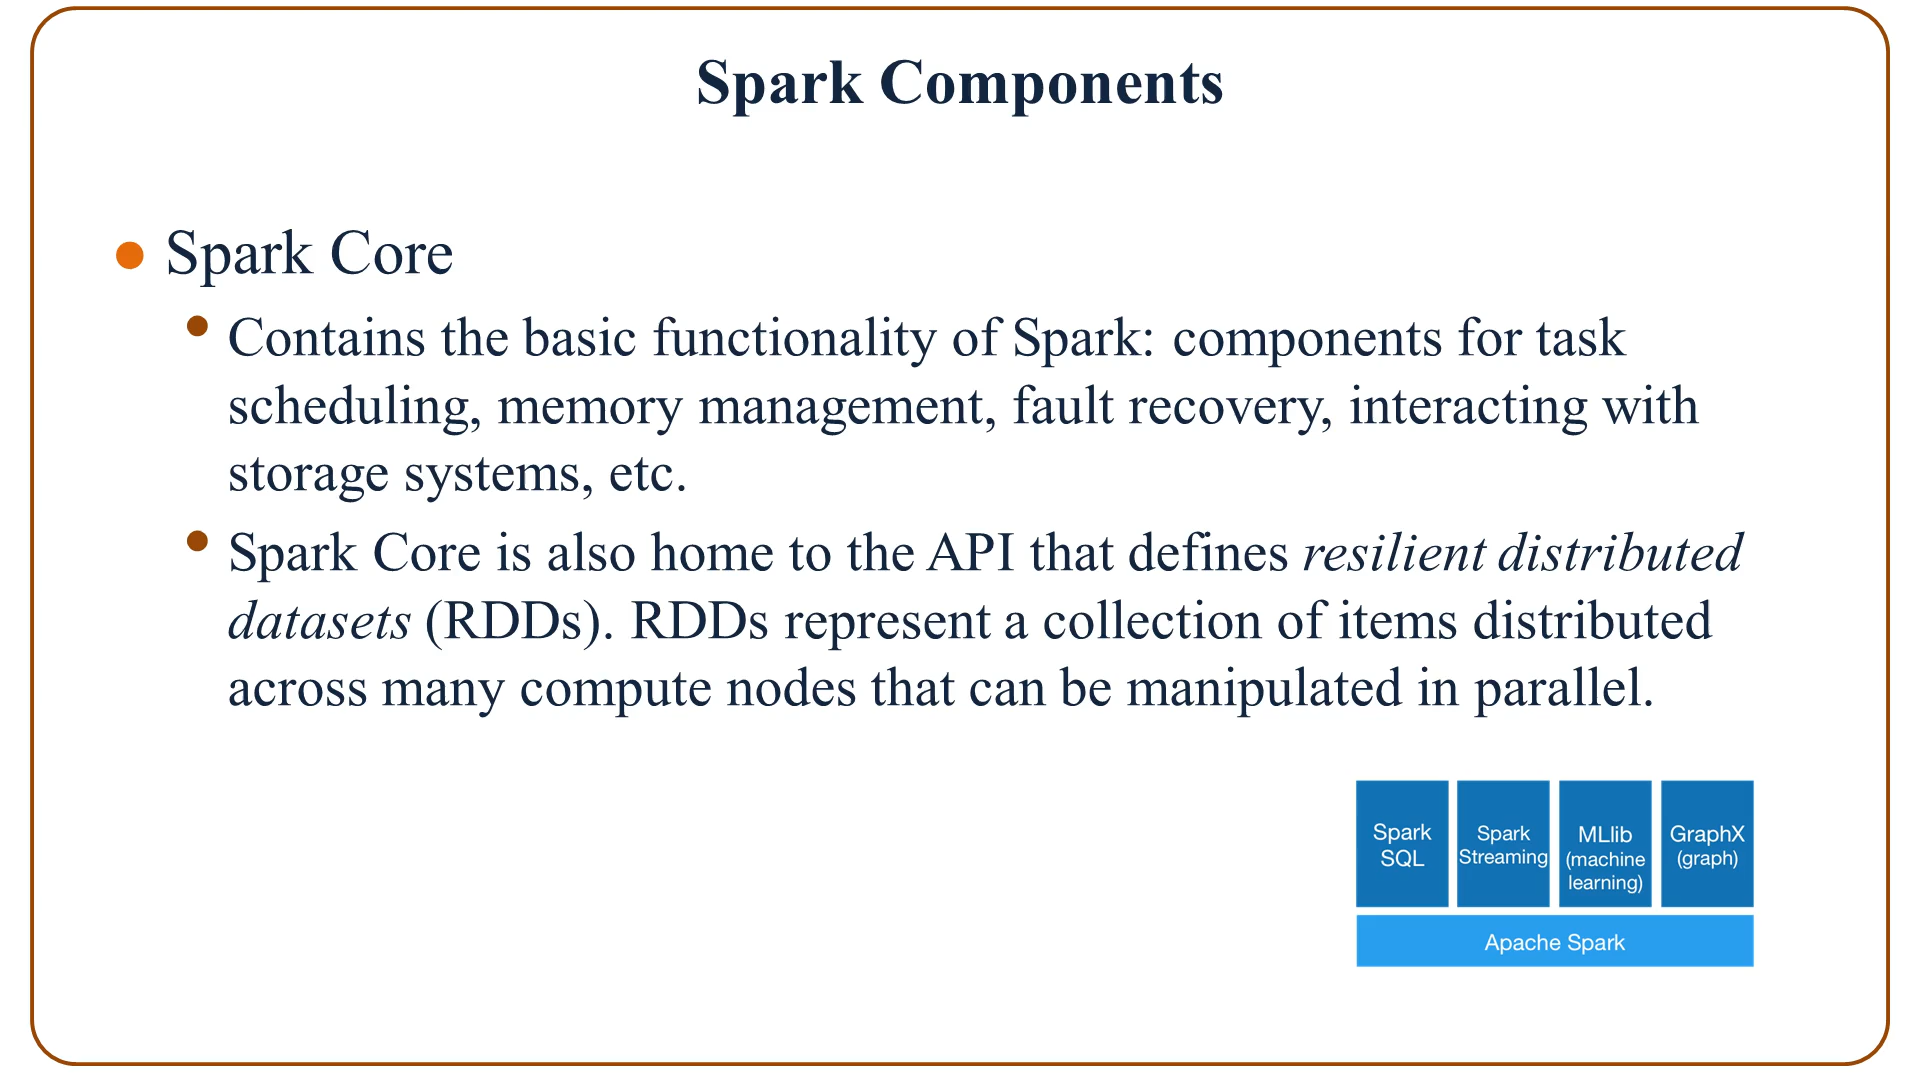 Spark Components
Spark Core
Contains the basic functionality of Spark: components for task
scheduling, memory management, fault recovery, interacting with
storage systems, etc.
Spark Core is also home to the API that defines resilient distributed
datasets (RDDs). RDDs represent a collection of items distributed
across many compute nodes that can be manipulated in parallel.
Spark
SQL
Spark
Streaming
MLlib
(machine
learning)
GraphX
(graph)
Apache Spark